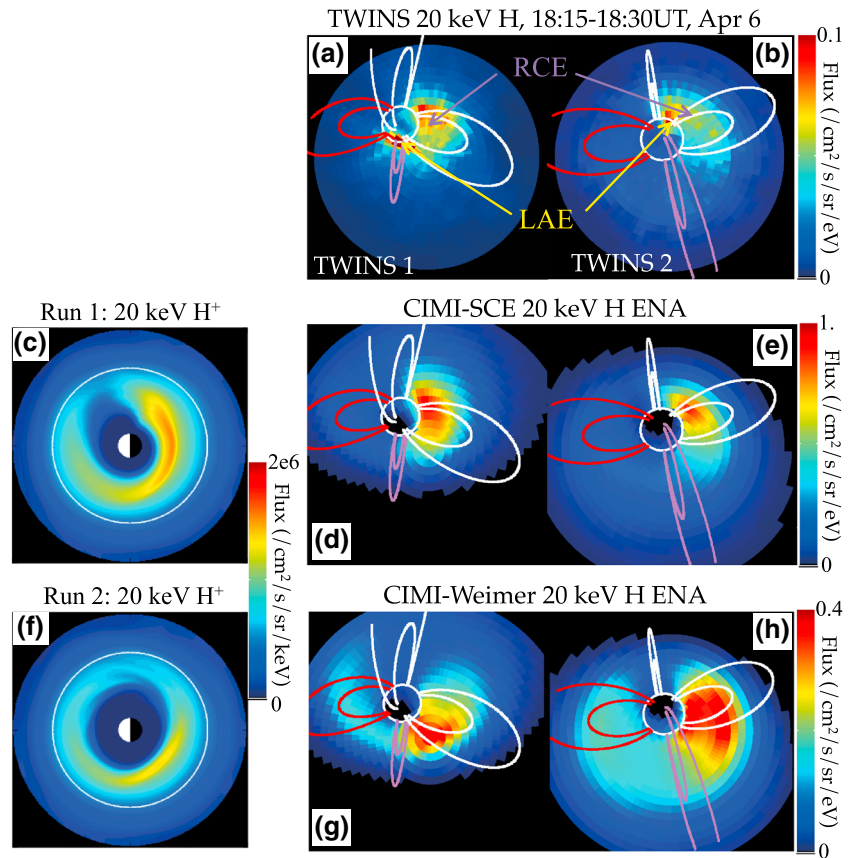 TWINS 20 keV H, 18:15-18:30UT, Apr 6
(a)
RCE
(b)
LAE
TWINS 1
TWINS 2
0.1
Flux (/cm²/s/sr/eV)
0
Run 1: 20 keV H⁺
(c)
CIMI-SCE 20 keV H ENA
(d)
(e)
1.
Flux (/cm²/s/sr/eV)
0
2e6
Flux (/cm²/s/sr/keV)
0
Run 2: 20 keV H⁺
(f)
CIMI-Weimer 20 keV H ENA
(g)
(h)
0.4
Flux (/cm²/s/sr/eV)
0